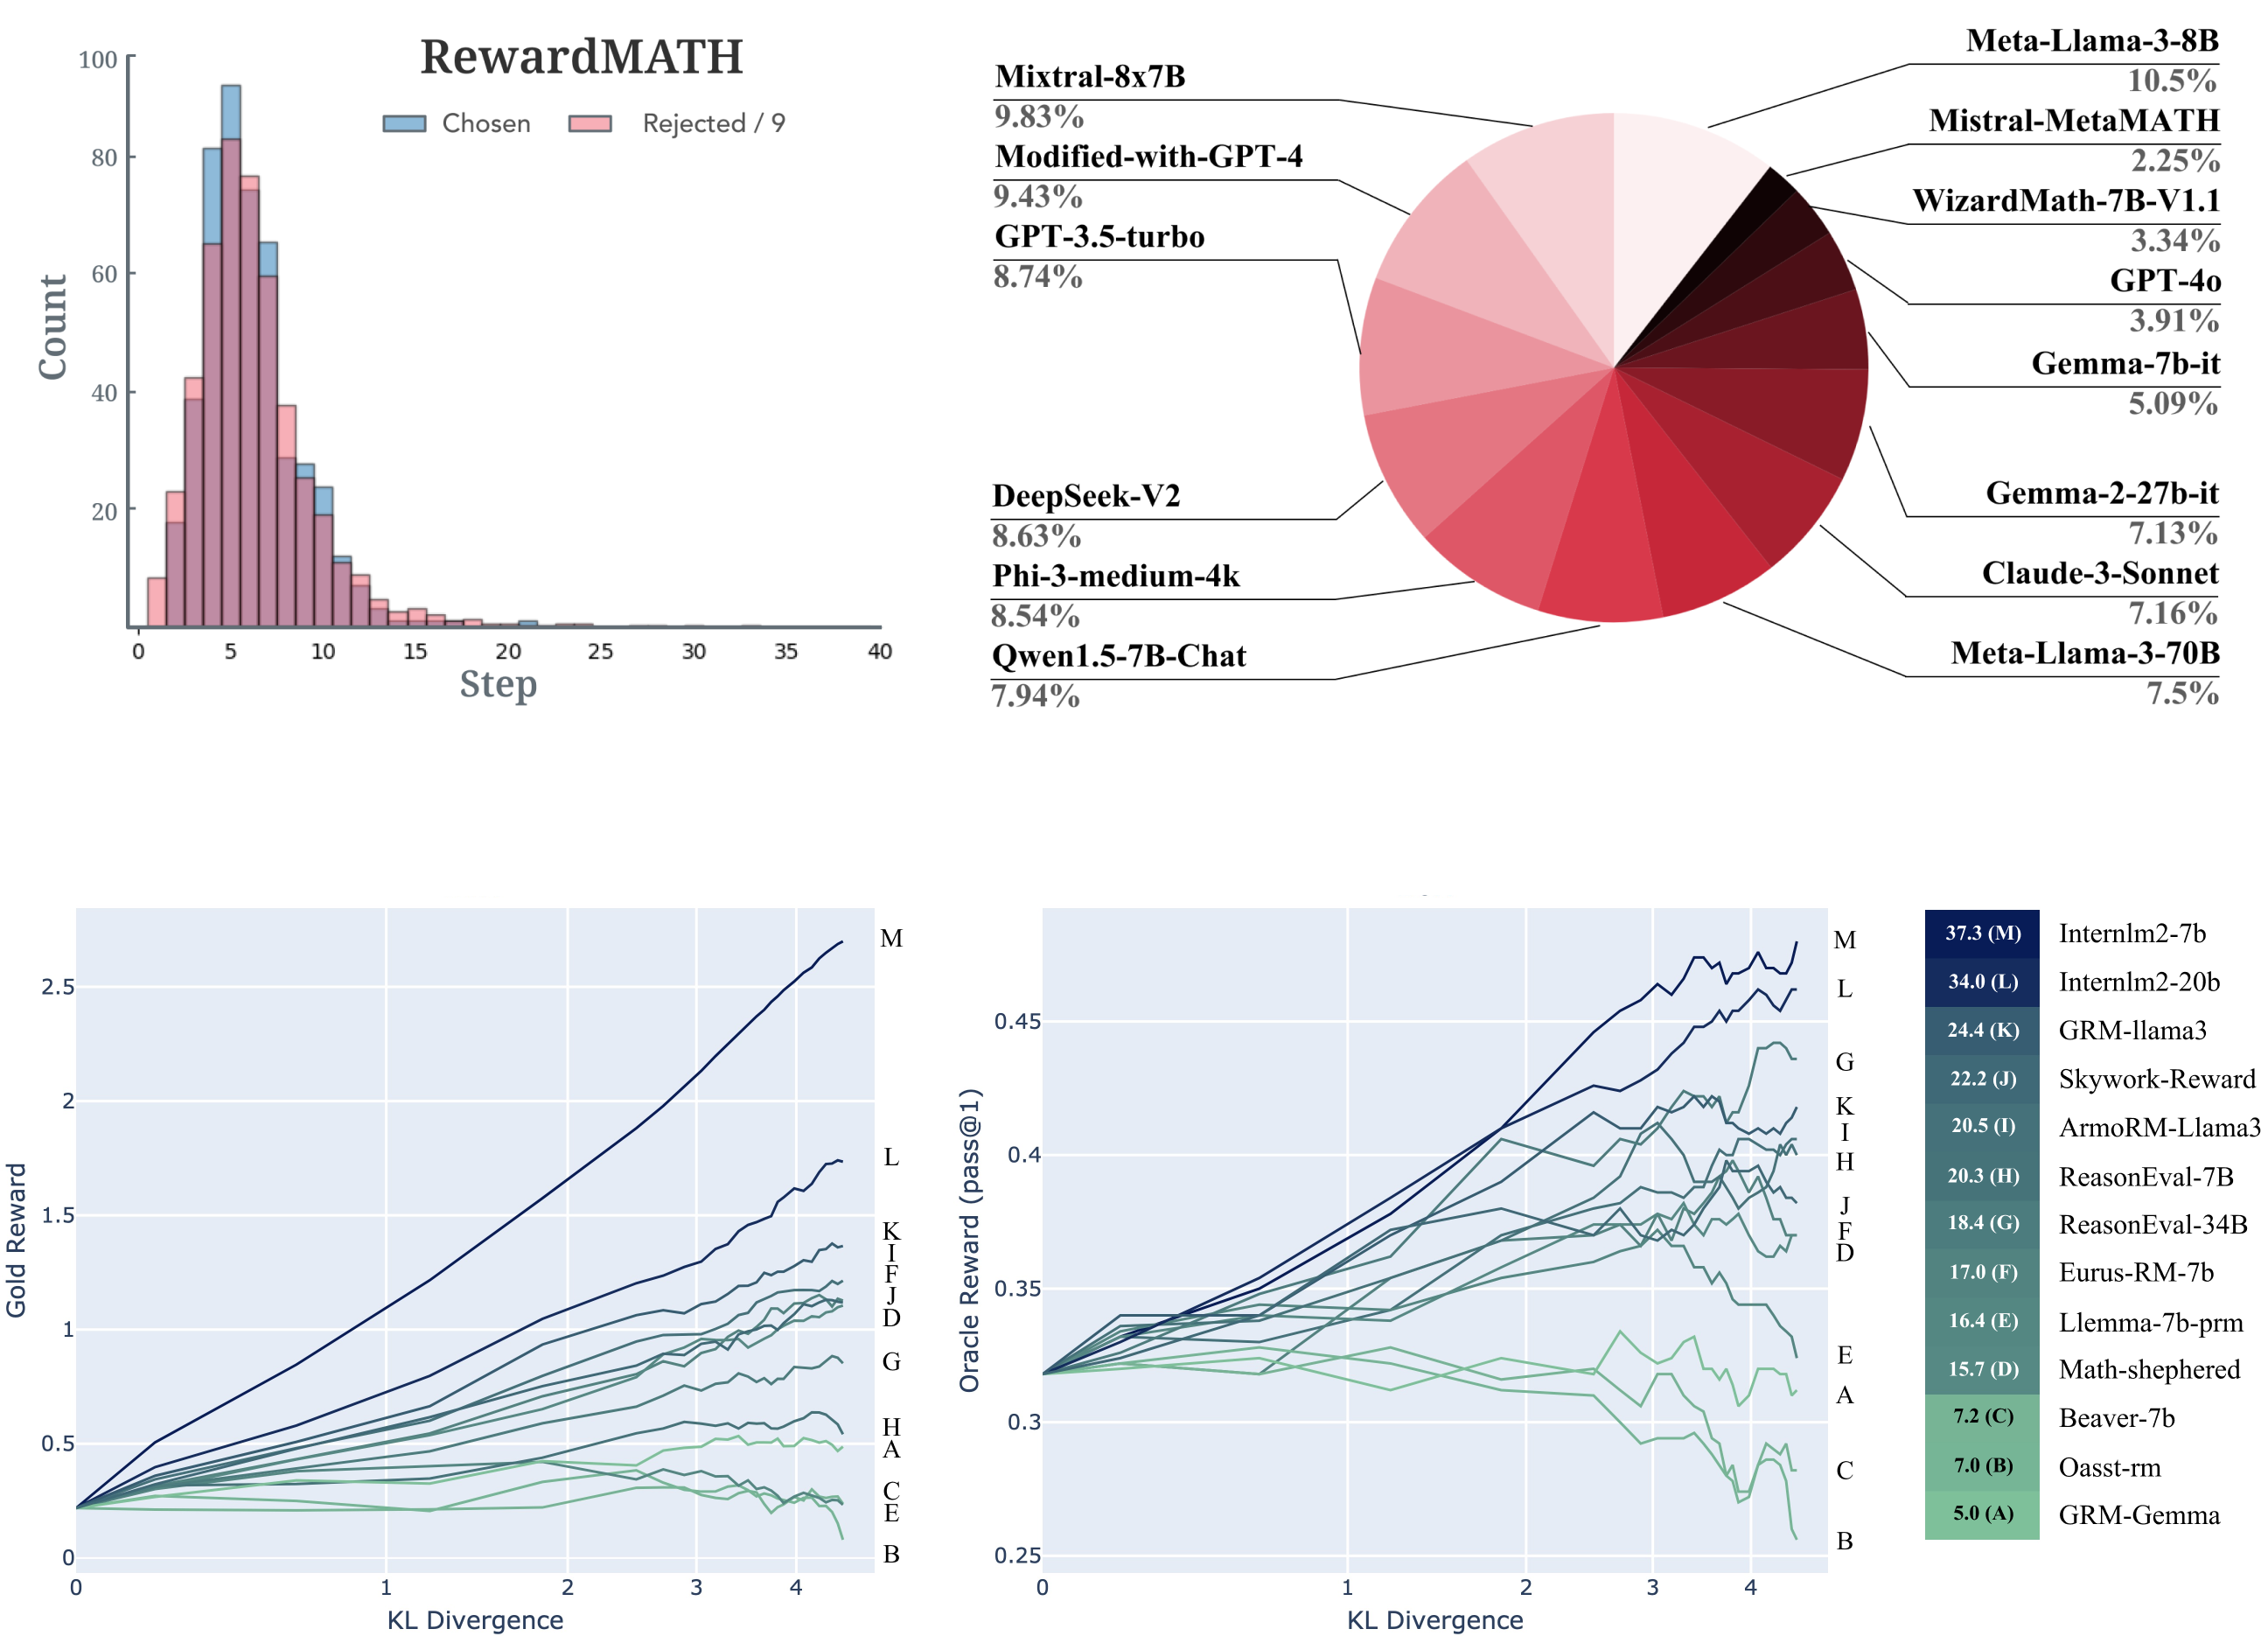 RewardMATH
Chosen
Rejected / 9
Count
100
80
60
40
20
0
5
10
15
20
25
30
35
40
Step
Mixtral-8x7B
9.83%
Modified-with-GPT-4
9.43%
GPT-3.5-turbo
8.74%
DeepSeek-V2
8.63%
Phi-3-medium-4k
8.54%
Qwen1.5-7B-Chat
7.94%
Meta-Llama-3-8B
10.5%
Mistral-MetaMATH
2.25%
WizardMath-7B-V1.1
3.34%
GPT-4o
3.91%
Gemma-7b-it
5.09%
Gemma-2-27b-it
7.13%
Claude-3-Sonnet
7.16%
Meta-Llama-3-70B
7.5%
Gold Reward
2.5
2
1.5
1
0.5
0
0
1
2
3
4
KL Divergence
M
L
K
I
F
J
D
G
H
A
C
E
B
Oracle Reward (pass@1)
0.45
0.4
0.35
0.3
0.25
0
1
2
3
4
KL Divergence
M
L
G
K
I
H
J
F
D
E
A
C
B
37.3 (M) Internlm2-7b
34.0 (L) Internlm2-20b
24.4 (K) GRM-llama3
22.2 (J) Skywork-Reward
20.5 (I) ArmoRM-Llama3
20.3 (H) ReasonEval-7B
18.4 (G) ReasonEval-34B
17.0 (F) Eurus-RM-7b
16.4 (E) Llemma-7b-prm
15.7 (D) Math-shephered
7.2 (C) Beaver-7b
7.0 (B) Oasst-rm
5.0 (A) GRM-Gemma